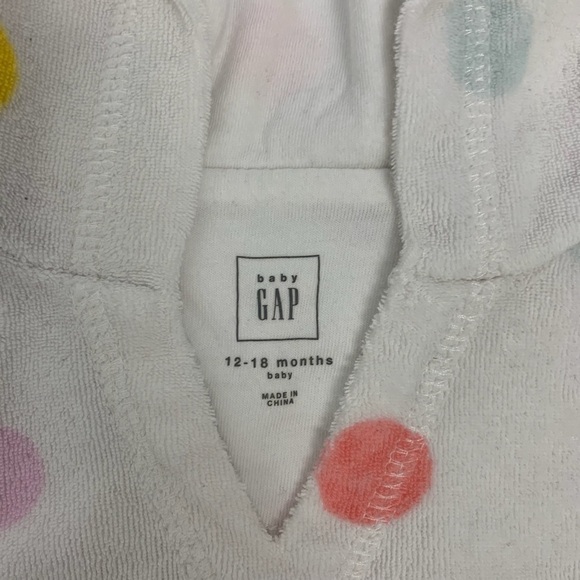 baby
GAP
12-18 months
baby
MADE IN
CHINA